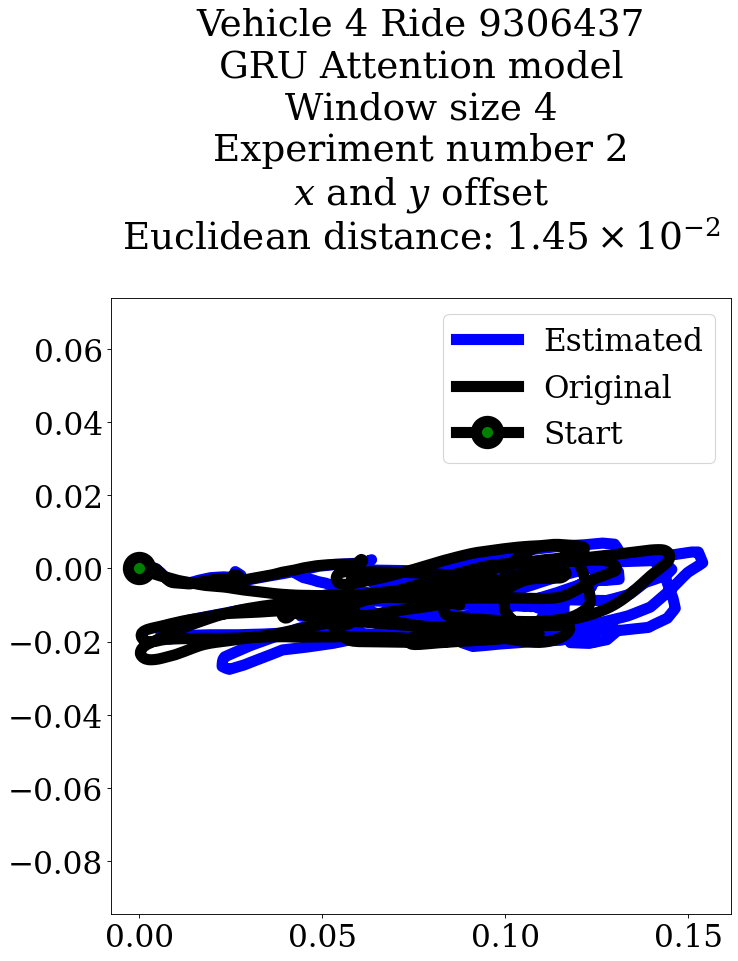 Vehicle 4 Ride 9306437
GRU Attention model
Window size 4
Experiment number 2
x and y offset
Euclidean distance: 1.45 × 10⁻²
Estimated
Original
Start
0.06
0.04
0.02
0.00
−0.02
−0.04
−0.06
−0.08
0.00 0.05 0.10 0.15